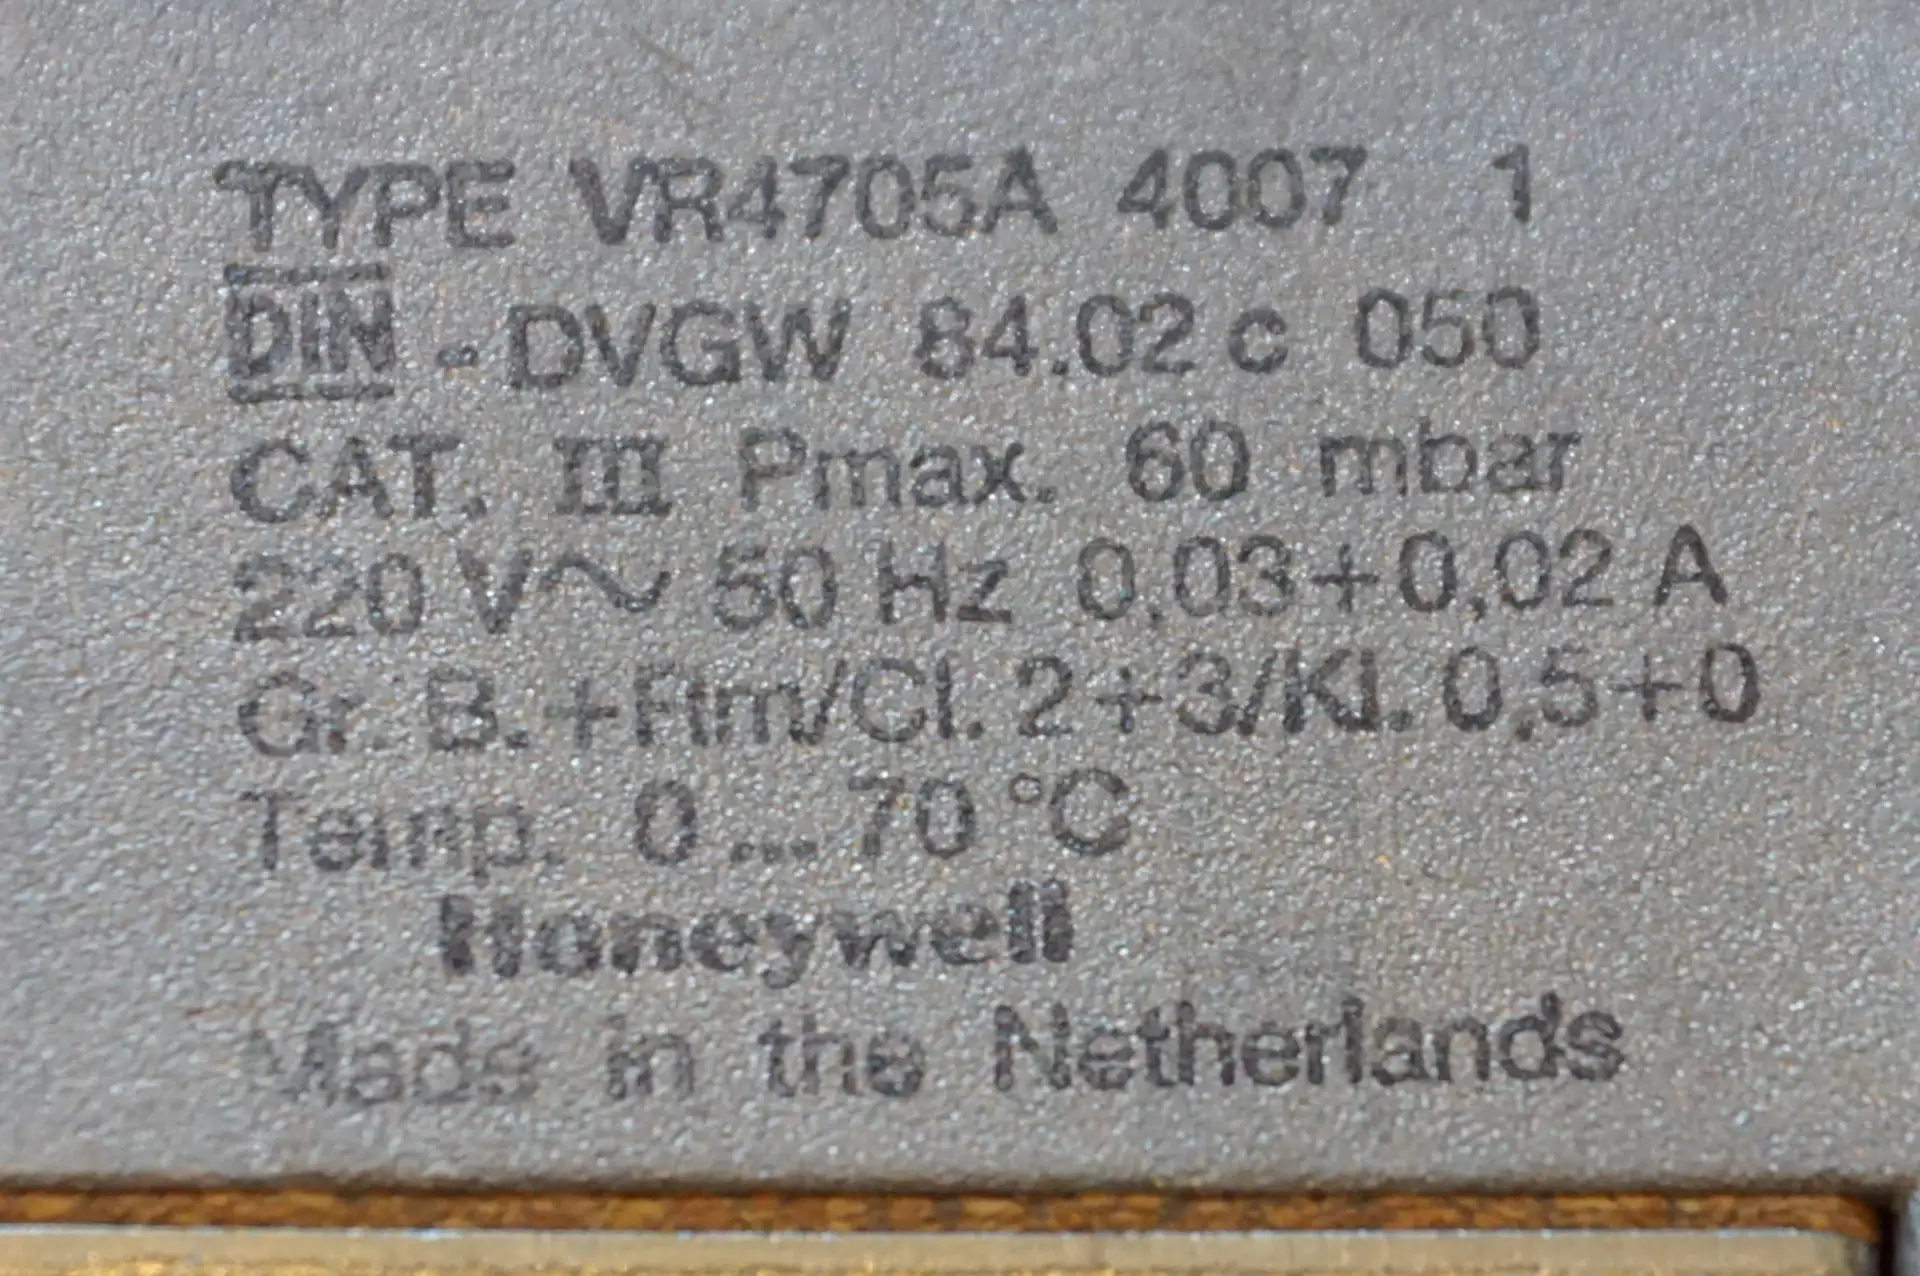 TYPE VR4705A 4007 1
DIN - DVGW 84.02 c 050
CAT. III Pmax. 60 mbar
220 V~ 50 Hz 0,03+0,02 A
Gr. B. +Rm/Cl. 2+3/Kl. 0,5+0
Temp. 0 ... 70 °C
Honeywell
Made in the Netherlands